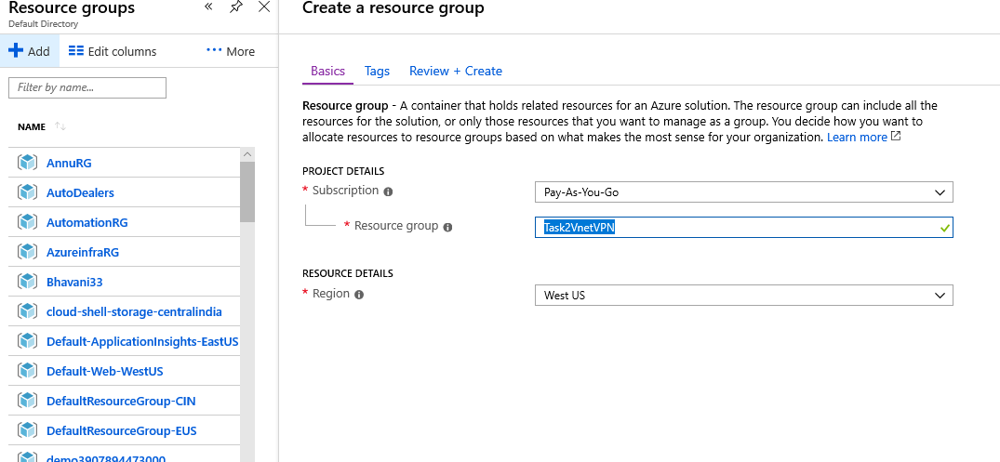 Resource groups
Default Directory
Add
Edit columns
More
Filter by name...
NAME
AnnuRG
AutoDealers
AutomationRG
AzureinfraRG
Bhavani33
cloud-shell-storage-centralindia
Default-ApplicationInsights-EastUS
Default-Web-WestUS
DefaultResourceGroup-CIN
DefaultResourceGroup-EUS
demo3907894473000
Create a resource group
Basics Tags Review + Create
Resource group - A container that holds related resources for an Azure solution. The resource group can include all the
resources for the solution, or only those resources that you want to manage as a group. You decide how you want to
allocate resources to resource groups based on what makes the most sense for your organization. Learn more
PROJECT DETAILS
* Subscription
Pay-As-You-Go
* Resource group
Task2VnetVPN
RESOURCE DETAILS
* Region
West US